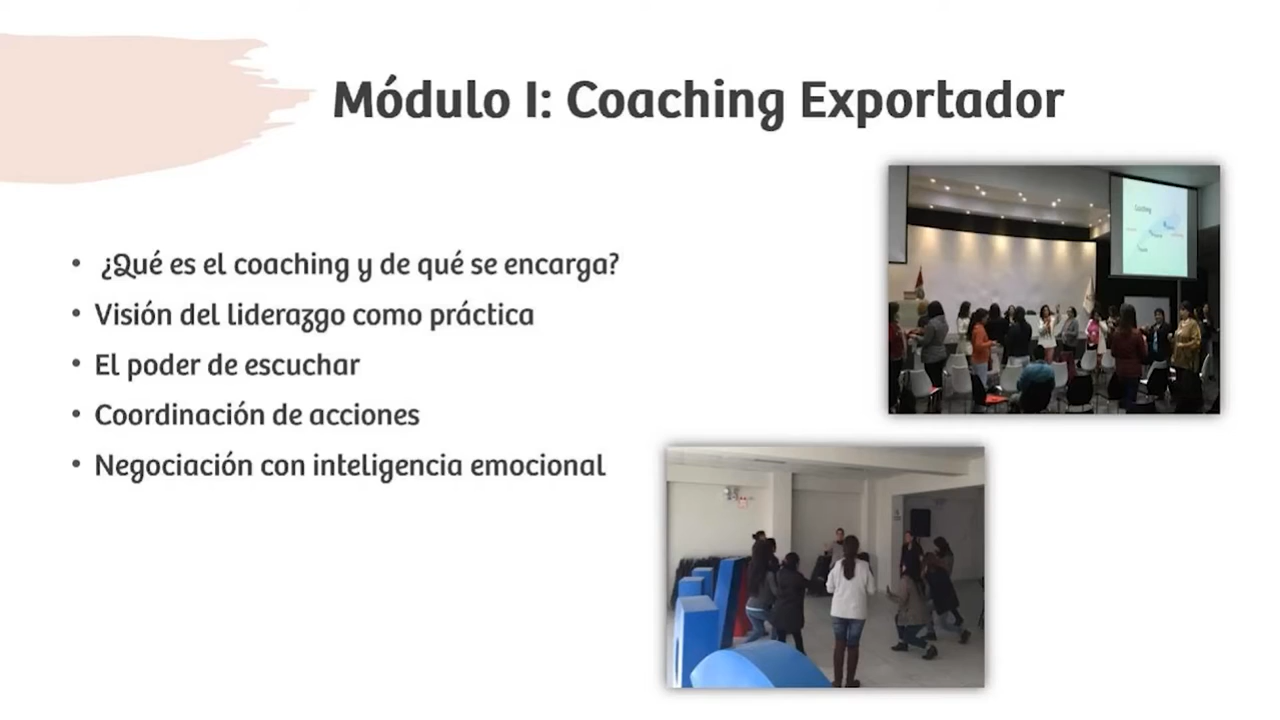 Módulo I: Coaching Exportador
• ¿Qué es el coaching y de qué se encarga?
• Visión del liderazgo como práctica
• El poder de escuchar
• Coordinación de acciones
• Negociación con inteligencia emocional
Coaching